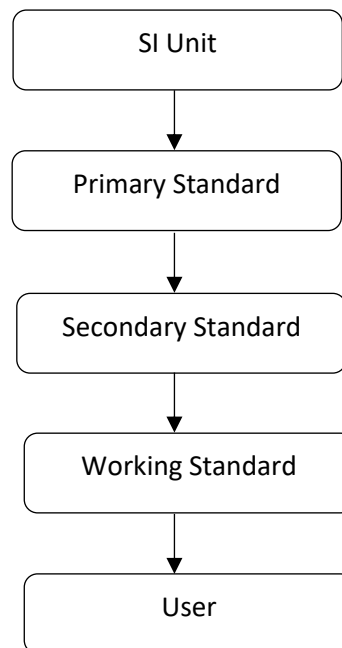 SI Unit
Primary Standard
Secondary Standard
Working Standard
User